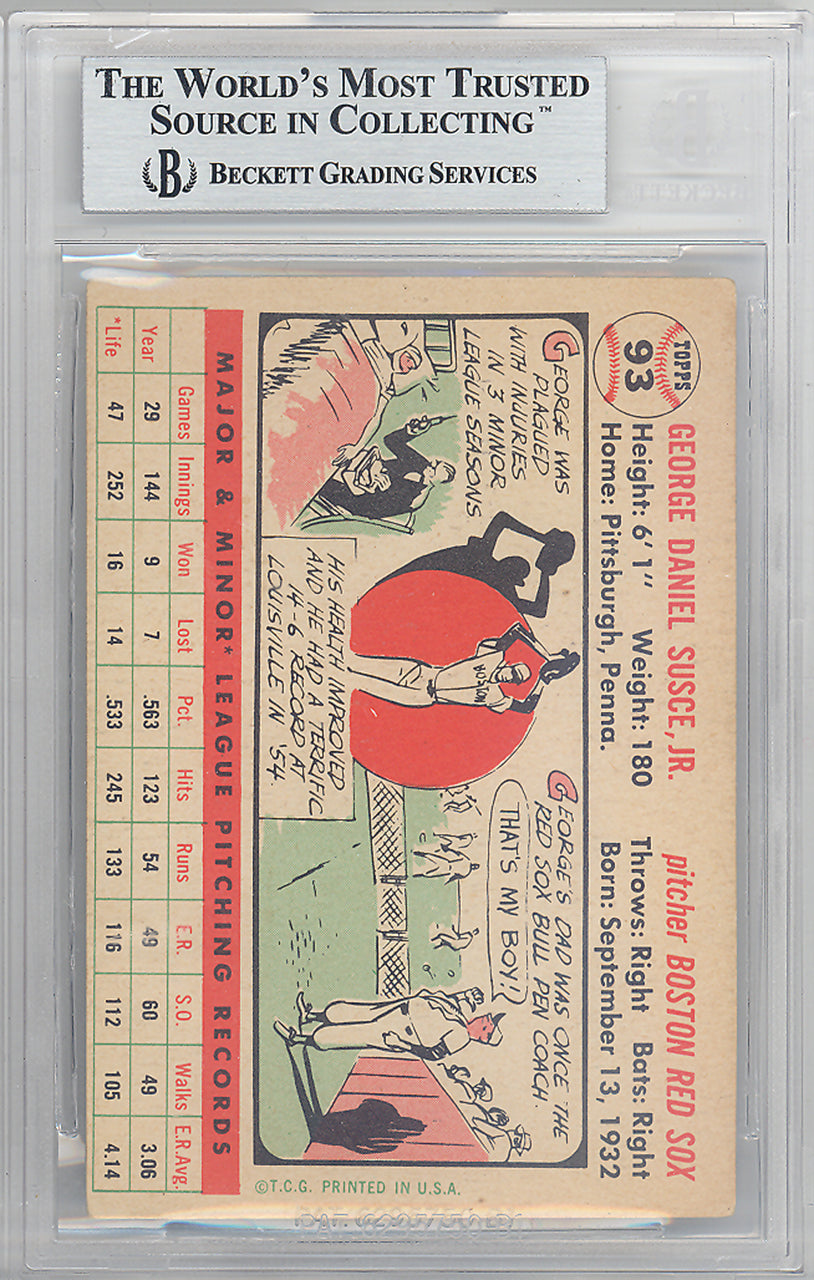 THE WORLD'S MOST TRUSTED
SOURCE IN COLLECTING™
B BECKETT GRADING SERVICES
TOPPS
93
GEORGE DANIEL SUSCE, JR. pitcher BOSTON RED SOX
Height: 6' 1" Weight: 180 Throws: Right Bats: Right
Home: Pittsburgh, Penna. Born: September 13, 1932
GEORGE WAS
PLAGUED
WITH INJURIES
IN 3 MINOR
LEAGUE SEASONS
HIS HEALTH IMPROVED
AND HE HAD A TERRIFIC
14-6 RECORD AT
LOUISVILLE IN '54.
BOSTON
GEORGE'S DAD WAS ONCE THE
RED SOX BULL PEN COACH.
THAT'S MY BOY!
MAJOR & MINOR* LEAGUE PITCHING RECORDS
Games Innings Won Lost Pct. Hits Runs E.R. S.O. Walks E.R.Avg.
Year 29 144 9 7 .563 123 54 49 60 49 3.06
*Life 47 252 16 14 .533 245 133 116 112 105 4.14
©T.C.G. PRINTED IN U.S.A.
BECKETT